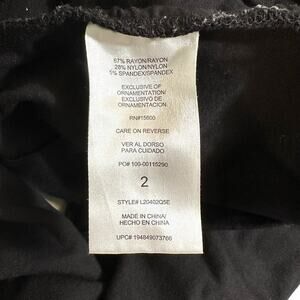 67% RAYON/RAYON
28% NYLON/NYLON
5% SPANDEX/SPANDEX
EXCLUSIVE OF
ORNAMENTATION/
EXCLUSIVO DE
ORNAMENTACION.
RN#15600
CARE ON REVERSE
VER AL DORSO
PARA CUIDADO
PO# 100-00115290
2
STYLE# L20402Q5E
MADE IN CHINA/
HECHO EN CHINA
UPC# 194849073766